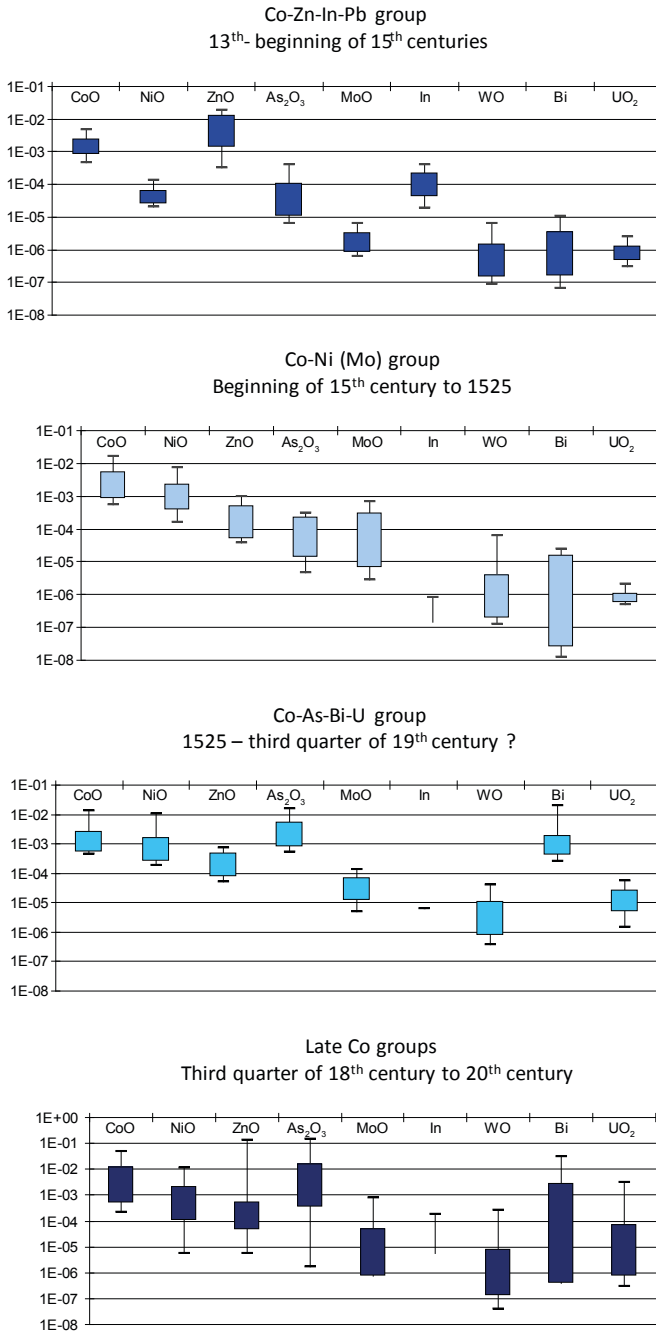 Co-Zn-In-Pb group
13th- beginning of 15th centuries
1E-01
CoO NiO ZnO As2O3 MoO In WO Bi UO2
1E-02
1E-03
1E-04
1E-05
1E-06
1E-07
1E-08
Co-Ni (Mo) group
Beginning of 15th century to 1525
1E-01
CoO NiO ZnO As2O3 MoO In WO Bi UO2
1E-02
1E-03
1E-04
1E-05
1E-06
1E-07
1E-08
Co-As-Bi-U group
1525 – third quarter of 19th century ?
1E-01
CoO NiO ZnO As2O3 MoO In WO Bi UO2
1E-02
1E-03
1E-04
1E-05
1E-06
1E-07
1E-08
Late Co groups
Third quarter of 18th century to 20th century
1E+00
CoO NiO ZnO As2O3 MoO In WO Bi UO2
1E-01
1E-02
1E-03
1E-04
1E-05
1E-06
1E-07
1E-08